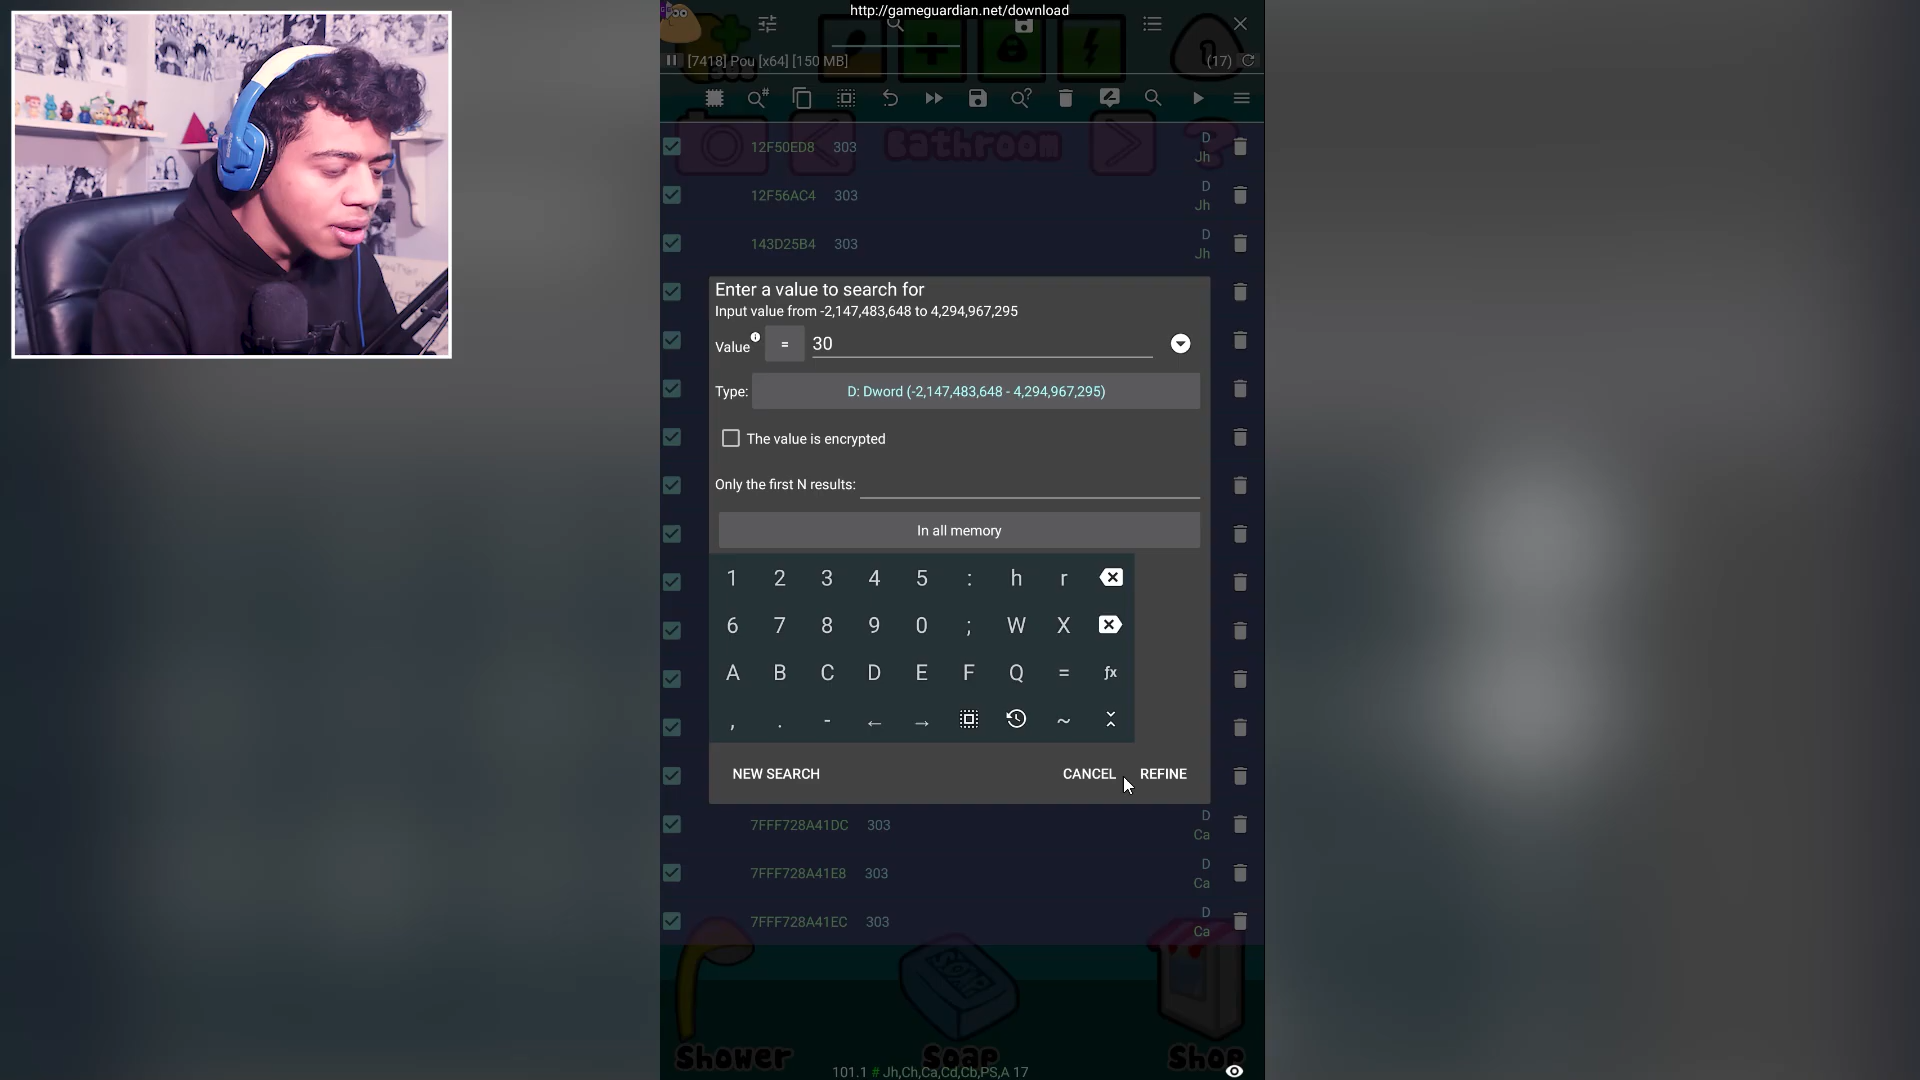 http://gameguardian.net/download
[7418] Pou [x64] [150 MB]
(17)
Bathroom
12F50ED8 303 D
Jh
12F56AC4 303 D
Jh
143D25B4 303 D
Jh
Enter a value to search for
Input value from -2,147,483,648 to 4,294,967,295
Value = 30
Type: D: Dword (-2,147,483,648 - 4,294,967,295)
The value is encrypted
Only the first N results:
In all memory
1 2 3 4 5 : h r
6 7 8 9 0 ; W X
A B C D E F Q = fx
, . - ← → ~
NEW SEARCH CANCEL REFINE
7FFF728A41DC 303 D
Ca
7FFF728A41E8 303 D
Ca
7FFF728A41EC 303 D
Ca
Shower Soap Shop
101.1 # Jh,Ch,Ca,Cd,Cb,PS,A 17